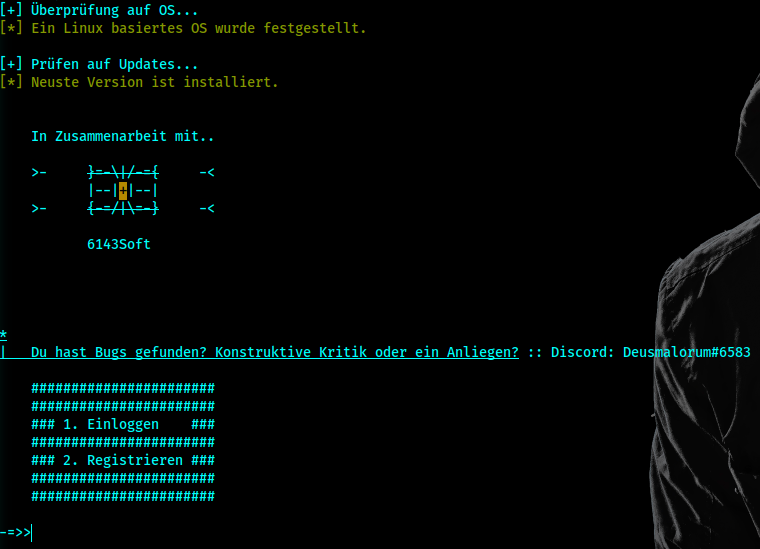 [+] Überprüfung auf OS...
[*] Ein Linux basiertes OS wurde festgestellt.
[+] Prüfen auf Updates...
[*] Neuste Version ist installiert.
In Zusammenarbeit mit..
>-     }=-\|/-={     -<
|--|+|--|
>-     {-=/|\=-}     -<
6143Soft
*
|   Du hast Bugs gefunden? Konstruktive Kritik oder ein Anliegen? :: Discord: Deusmalorum#6583
#######################
#######################
### 1. Einloggen    ###
#######################
### 2. Registrieren ###
#######################
#######################
-=>>